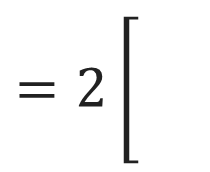 = 2 [